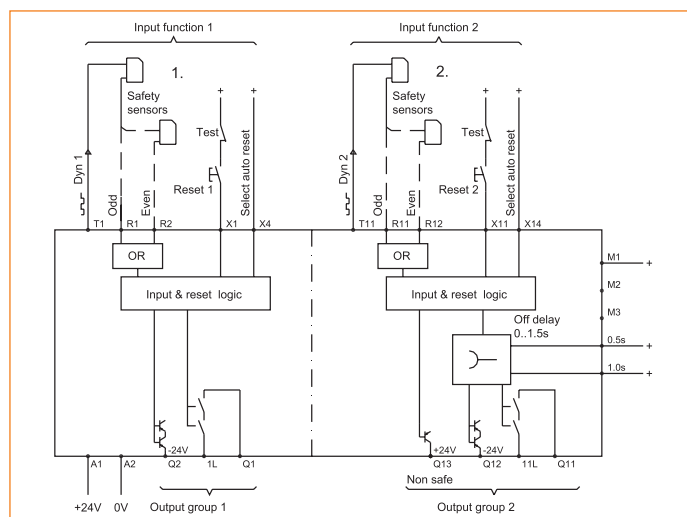 Input function 1
Input function 2
1.
2.
Safety
sensors
Safety
sensors
+ +
+ +
Test
Test
Select auto reset
Select auto reset
Dyn 1
Dyn 2
Reset 1
Reset 2
Odd
Even
Odd
Even
T1 R1 R2 X1 X4
T11 R11 R12 X11 X14
OR
OR
M1 +
M2
M3
Input & reset logic
Input & reset logic
Off delay
0..1.5s
0.5s +
1.0s +
-24V
+24V -24V
A1 A2 Q2 1L Q1
Q13 Q12 11L Q11
Non safe
+24V 0V
Output group 1
Output group 2